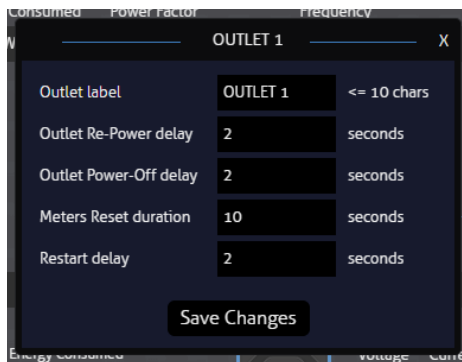 Consumed Power Factor Frequency
OUTLET 1 X
Outlet label OUTLET 1 <= 10 chars
Outlet Re-Power delay 2 seconds
Outlet Power-Off delay 2 seconds
Meters Reset duration 10 seconds
Restart delay 2 seconds
Save Changes
Energy Consumed Voltage